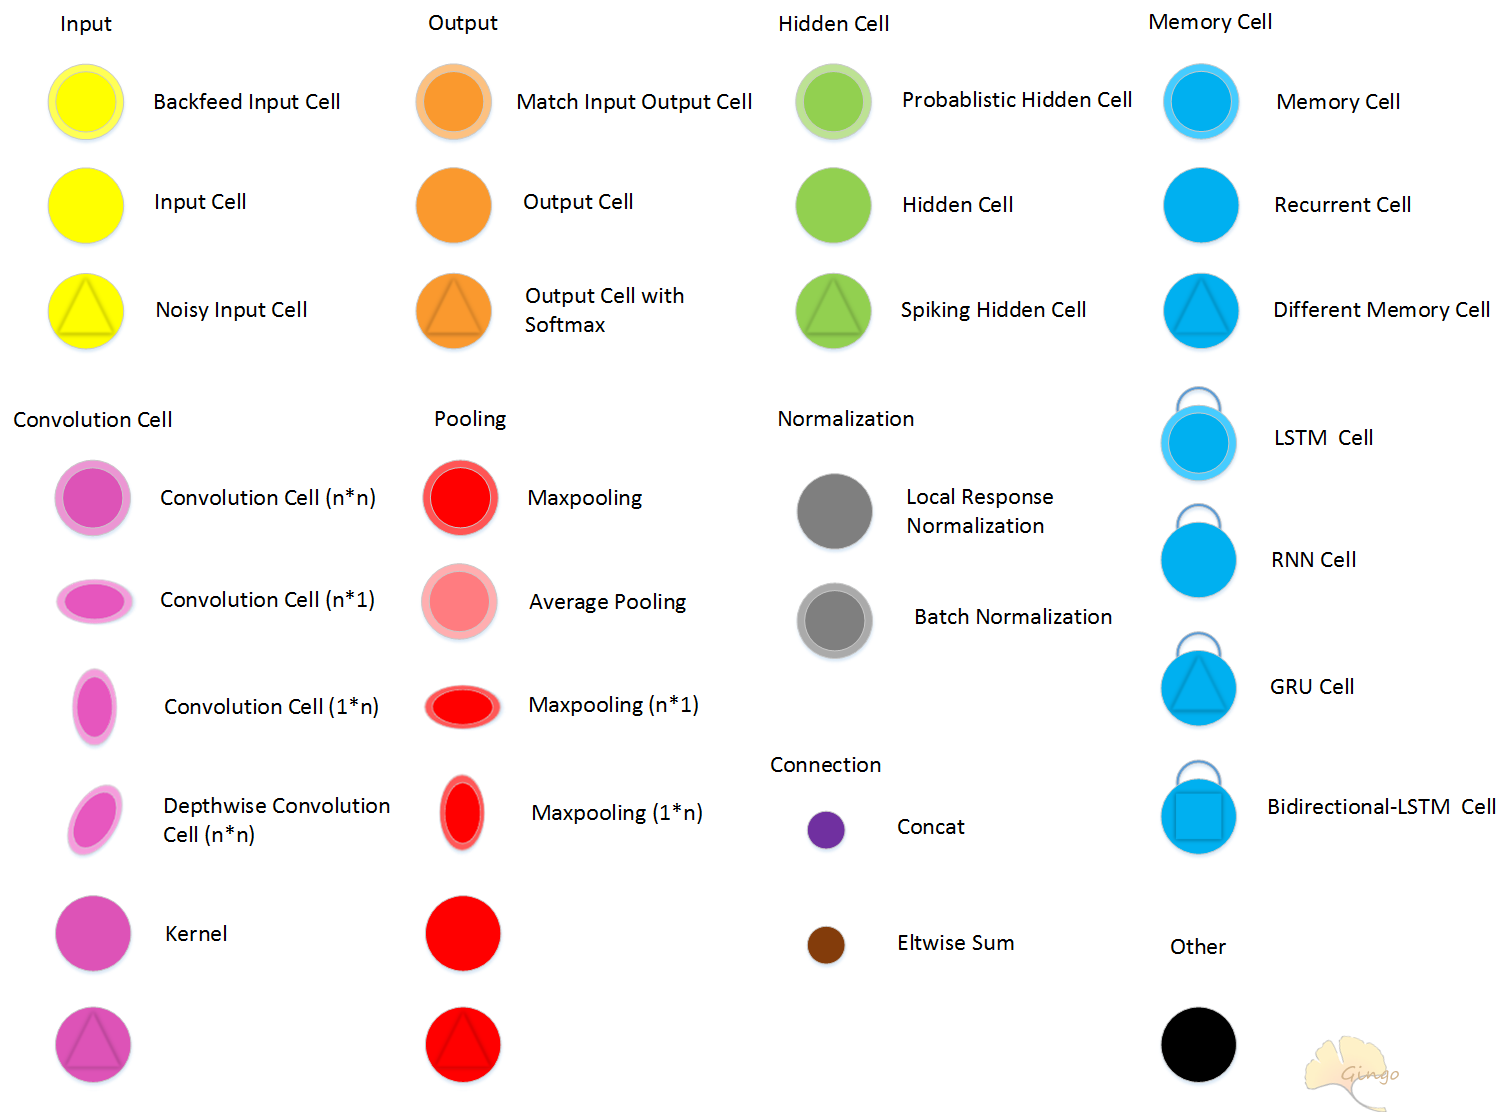 Input
Backfeed Input Cell
Input Cell
Noisy Input Cell
Output
Match Input Output Cell
Output Cell
Output Cell with
Softmax
Hidden Cell
Probablistic Hidden Cell
Hidden Cell
Spiking Hidden Cell
Memory Cell
Memory Cell
Recurrent Cell
Different Memory Cell
LSTM Cell
RNN Cell
GRU Cell
Bidirectional-LSTM Cell
Convolution Cell
Convolution Cell (n*n)
Convolution Cell (n*1)
Convolution Cell (1*n)
Depthwise Convolution
Cell (n*n)
Kernel
Pooling
Maxpooling
Average Pooling
Maxpooling (n*1)
Maxpooling (1*n)
Normalization
Local Response
Normalization
Batch Normalization
Connection
Concat
Eltwise Sum
Other
Gingo